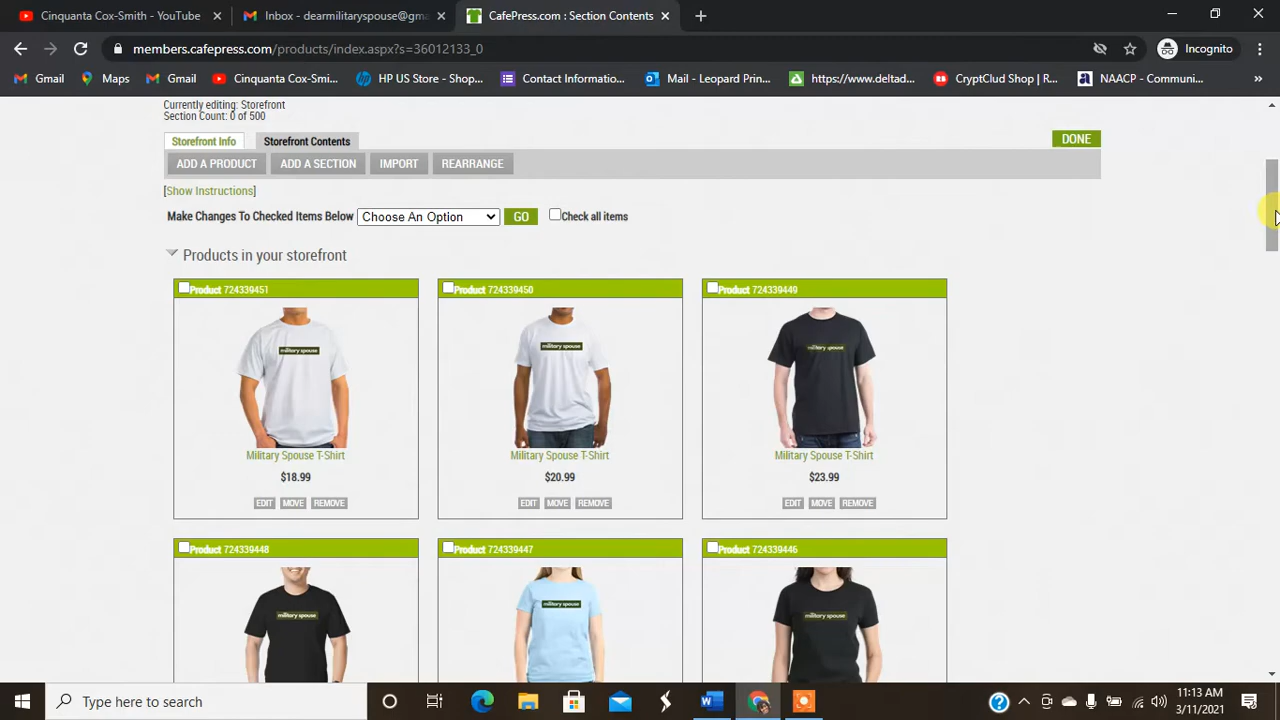 Cinquanta Cox-Smith - YouTube
Inbox - dearmilitaryspouse@gma
CafePress.com : Section Contents
members.cafepress.com/products/index.aspx?s=36012133_0
Incognito
Gmail
Maps
Gmail
Cinquanta Cox-Smi...
HP US Store - Shop...
Contact Informatio...
Mail - Leonard Prin...
https://www.deltad...
CryptClud Shop | R...
NAACP - Communi...
Currently editing: Storefront
Section Count: 0 of 500
Storefront Info
Storefront Contents
DONE
ADD A PRODUCT
ADD A SECTION
IMPORT
REARRANGE
[Show Instructions]
Make Changes To Checked Items Below
Choose An Option
GO
Check all items
Products in your storefront
Product 724339451
Product 724339450
Product 724339449
military spouse
military spouse
military spouse
Military Spouse T-Shirt
Military Spouse T-Shirt
Military Spouse T-Shirt
$18.99
$20.99
$23.99
EDIT MOVE REMOVE
EDIT MOVE REMOVE
EDIT MOVE REMOVE
Product 724339448
Product 724339447
Product 724339446
military spouse
military spouse
military spouse
Type here to search
11:13 AM
3/11/2021